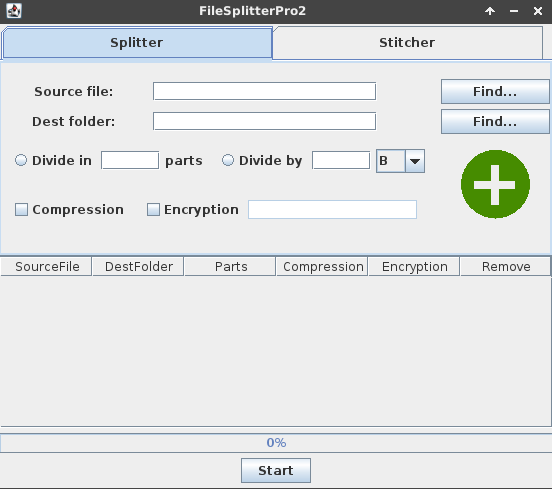 FileSplitterPro2
Splitter Stitcher
Source file: Find...
Dest folder: Find...
Divide in parts Divide by B
Compression Encryption
SourceFile DestFolder Parts Compression Encryption Remove
0%
Start